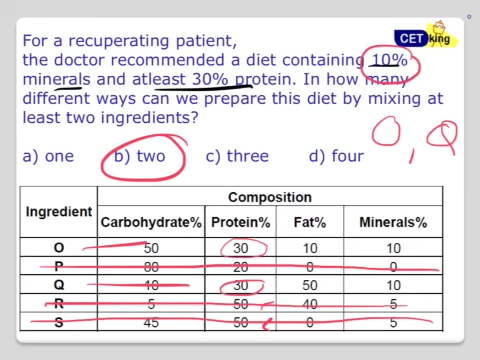 CET king
For a recuperating patient,
the doctor recommended a diet containing 10%
minerals and atleast 30% protein. In how many
different ways can we prepare this diet by mixing at
least two ingredients?
O, Q
a) one b) two c) three d) four
Ingredient Composition
Carbohydrate% Protein% Fat% Minerals%
O 50 30 10 10
P 80 20 0 0
Q 10 30 50 10
R 5 50 40 5
S 45 50 0 5